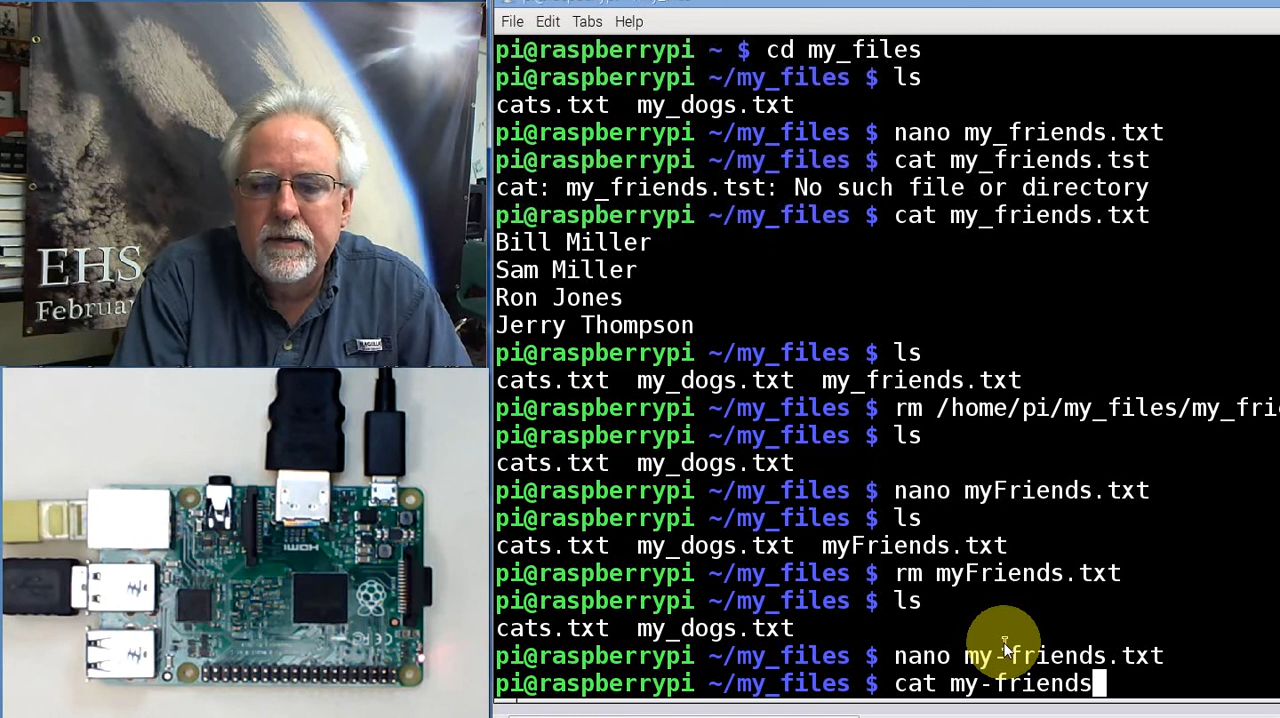 EHS
Februa
File Edit Tabs Help
pi@raspberrypi ~ $ cd my_files
pi@raspberrypi ~/my_files $ ls
cats.txt my_dogs.txt
pi@raspberrypi ~/my_files $ nano my_friends.txt
pi@raspberrypi ~/my_files $ cat my_friends.tst
cat: my_friends.tst: No such file or directory
pi@raspberrypi ~/my_files $ cat my_friends.txt
Bill Miller
Sam Miller
Ron Jones
Jerry Thompson
pi@raspberrypi ~/my_files $ ls
cats.txt my_dogs.txt my_friends.txt
pi@raspberrypi ~/my_files $ rm /home/pi/my_files/my_frie
pi@raspberrypi ~/my_files $ ls
cats.txt my_dogs.txt
pi@raspberrypi ~/my_files $ nano myFriends.txt
pi@raspberrypi ~/my_files $ ls
cats.txt my_dogs.txt myFriends.txt
pi@raspberrypi ~/my_files $ rm myFriends.txt
pi@raspberrypi ~/my_files $ ls
cats.txt my_dogs.txt
pi@raspberrypi ~/my_files $ nano my-friends.txt
pi@raspberrypi ~/my_files $ cat my-friends
HDMI